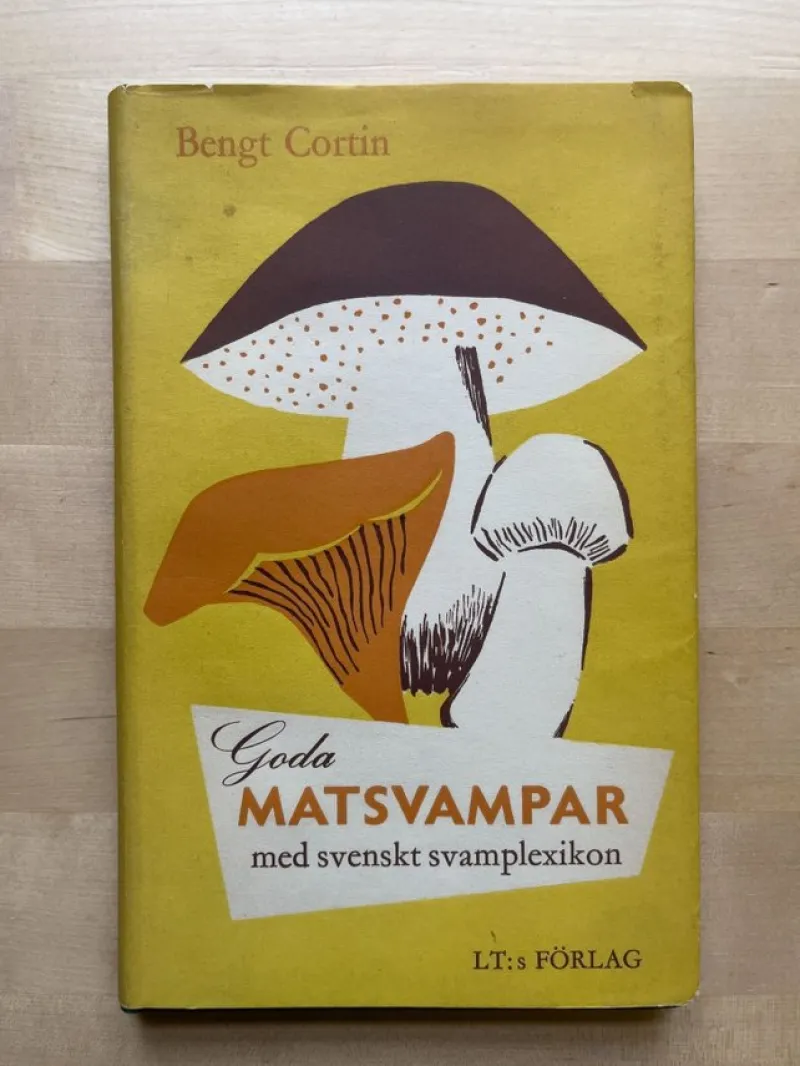 Bengt Cortin
Goda
MATSVAMPAR
med svenskt svamplexikon
LT:s FÖRLAG